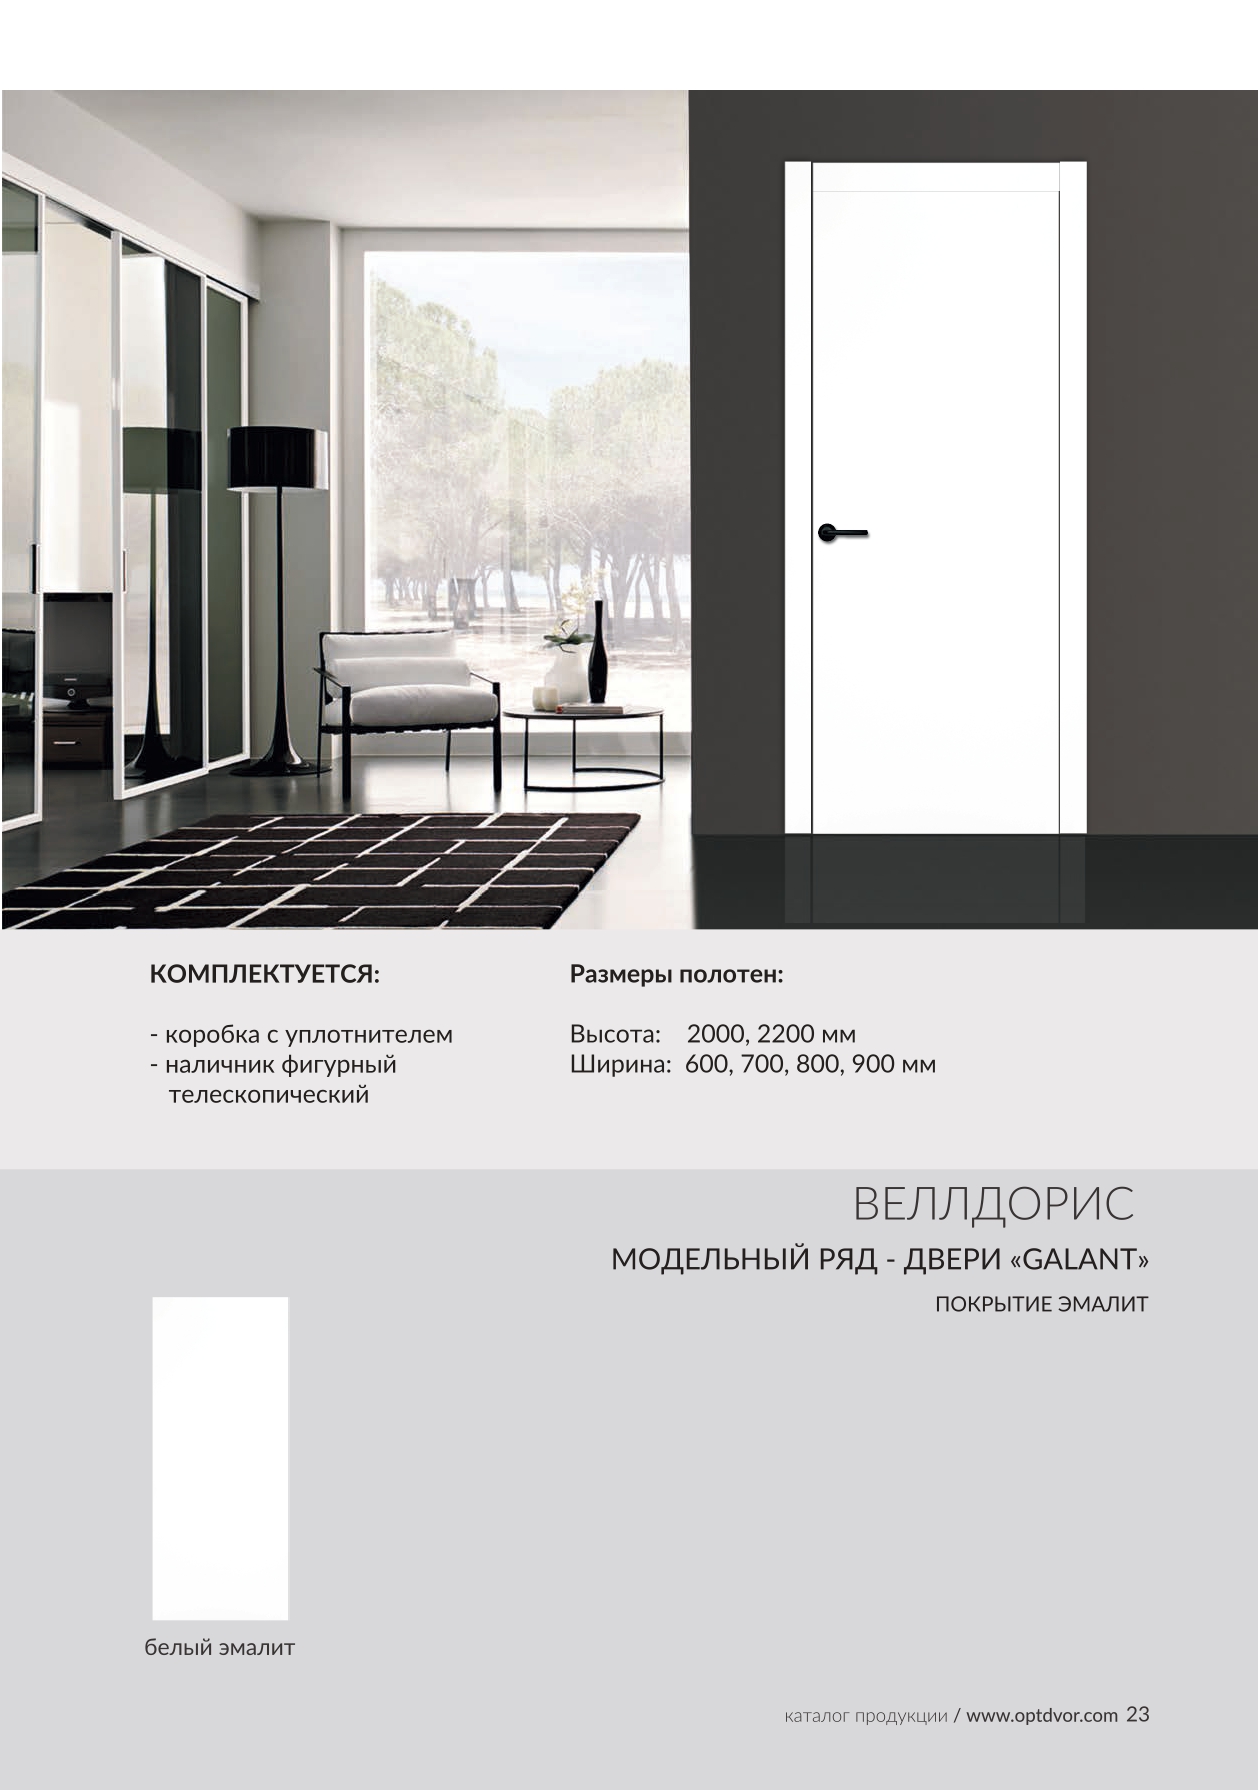 КОМПЛЕКТУЕТСЯ:
- коробка с уплотнителем
- наличник фигурный
телескопический
Размеры полотен:
Высота: 2000, 2200 мм
Ширина: 600, 700, 800, 900 мм
ВЕЛЛДОРИС
МОДЕЛЬНЫЙ РЯД - ДВЕРИ «GALANT»
ПОКРЫТИЕ ЭМАЛИТ
белый эмалит
каталог продукции / www.optdvor.com 23